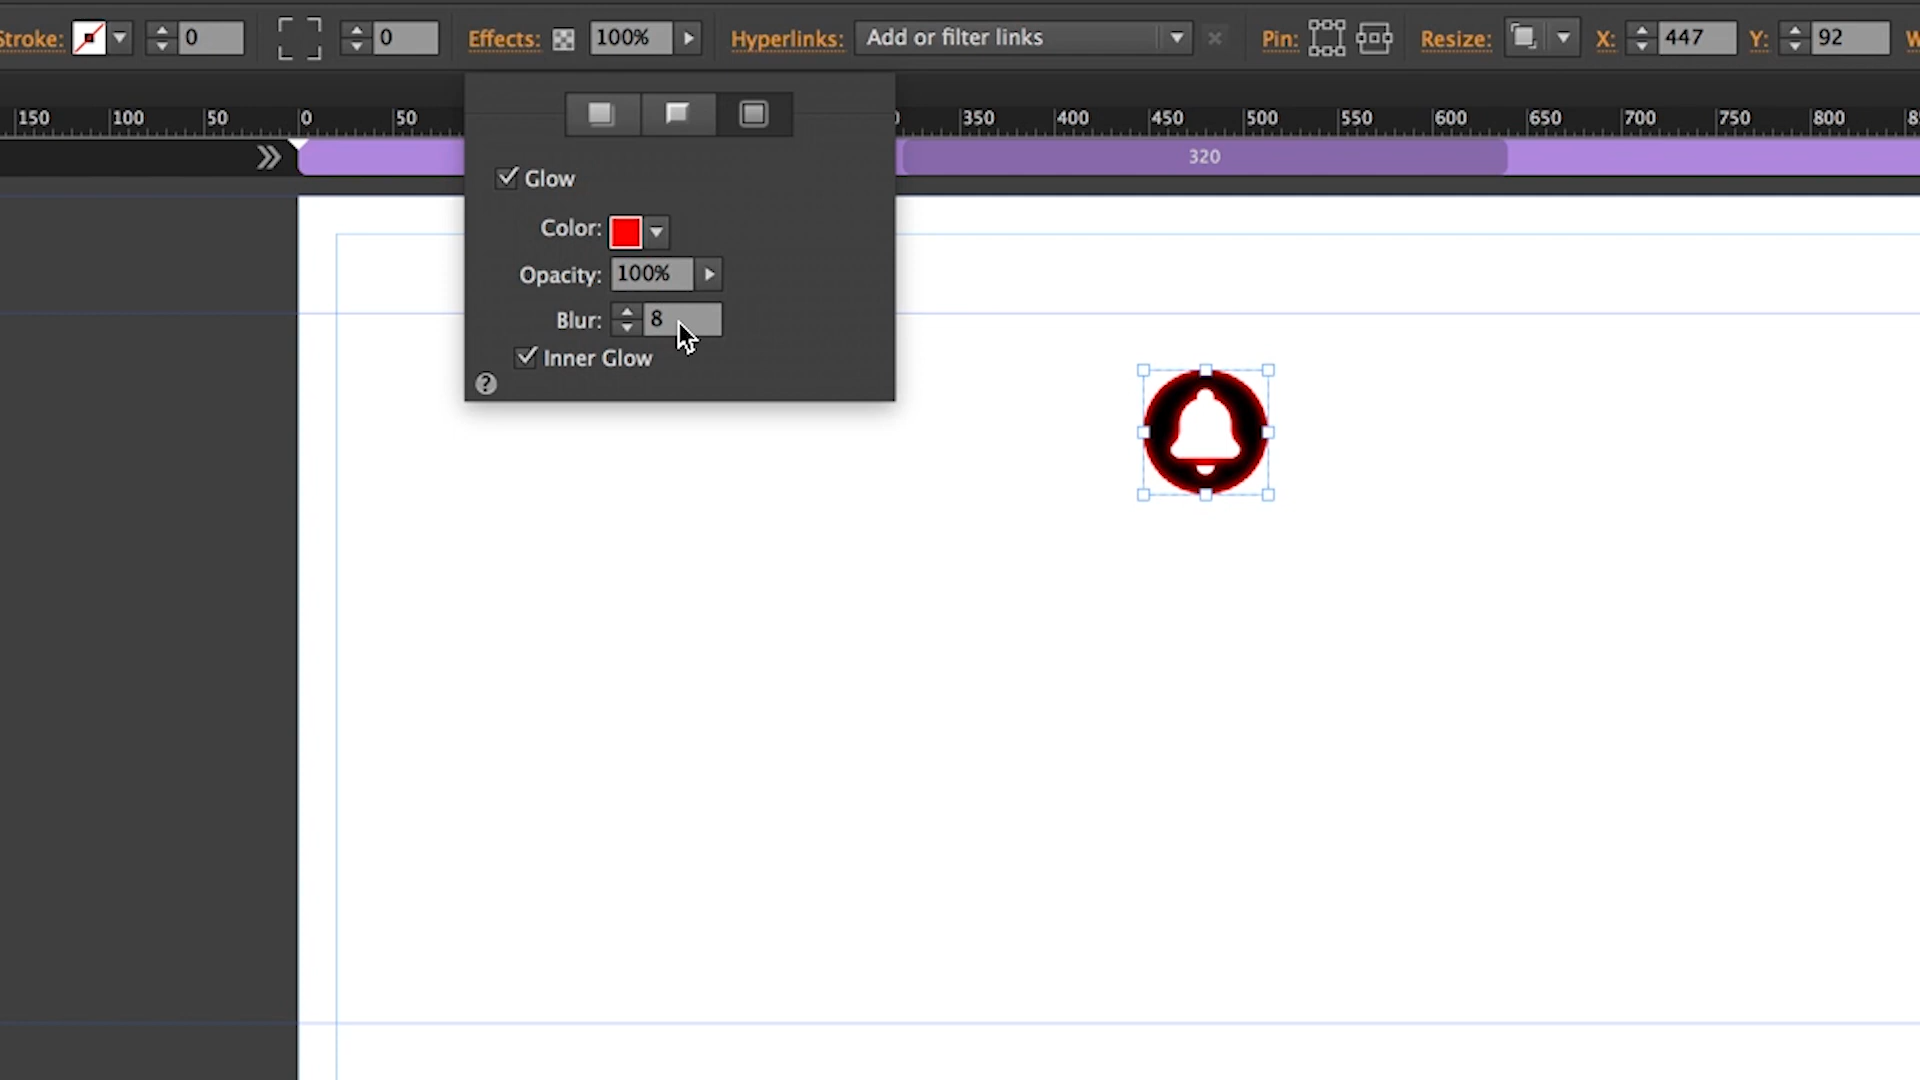 Stroke: 0 0 Effects: 100% Hyperlinks: Add or filter links Pin: Resize: X: 447 Y: 92
150 100 50 0 50 350 400 450 500 550 600 650 700 750 800
320
Glow
Color:
Opacity: 100%
Blur: 8
Inner Glow
?